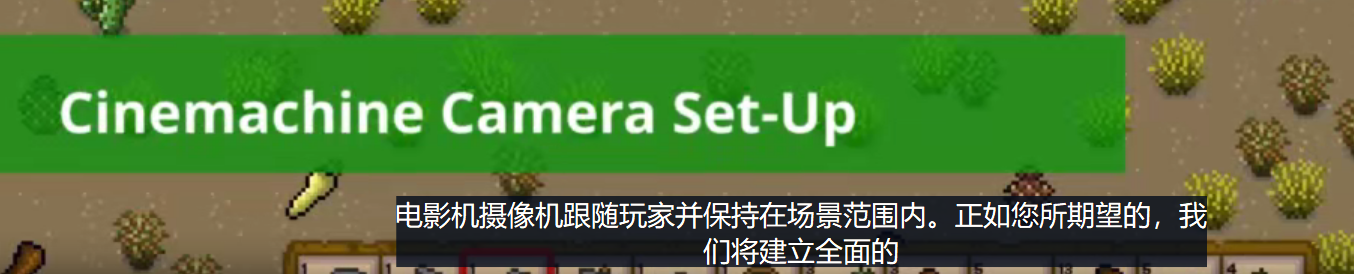 Cinemachine Camera Set-Up
电影机摄像机跟随玩家并保持在场景范围内。正如您所期望的，我
们将建立全面的